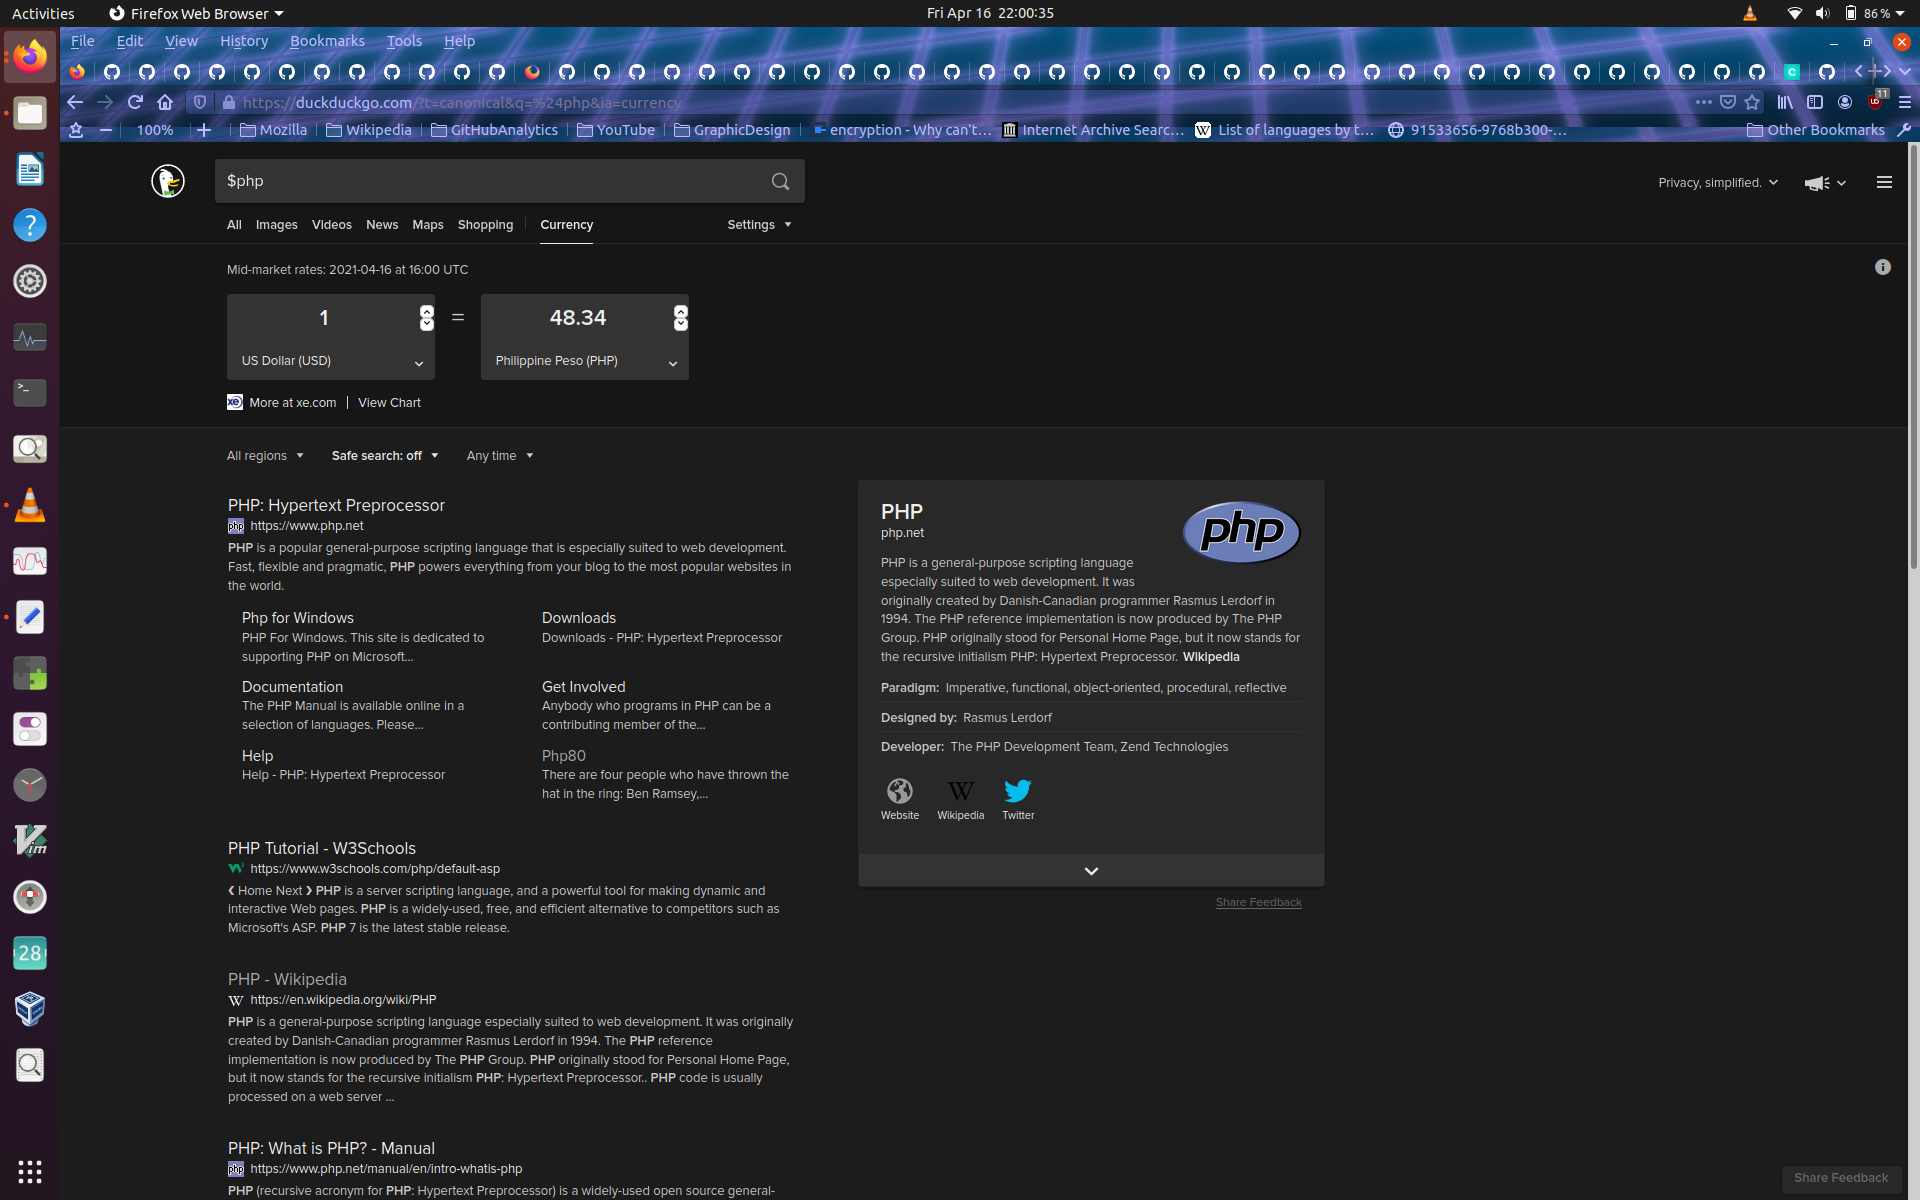 Activities
Firefox Web Browser
Fri Apr 16 22:00:35
86 %
File Edit View History Bookmarks Tools Help
https://duckduckgo.com/?t=canonical&q=%24php&ia=currency
11
100%
Mozilla
Wikipedia
GitHubAnalytics
YouTube
GraphicDesign
encryption - Why can't...
Internet Archive Searc...
List of languages by t...
91533656-9768b300-...
Other Bookmarks
$php
Privacy, simplified.
All Images Videos News Maps Shopping Currency Settings
Mid-market rates: 2021-04-16 at 16:00 UTC
1 = 48.34
US Dollar (USD) Philippine Peso (PHP)
xe More at xe.com | View Chart
All regions Safe search: off Any time
PHP: Hypertext Preprocessor
php https://www.php.net
PHP is a popular general-purpose scripting language that is especially suited to web development.
Fast, flexible and pragmatic, PHP powers everything from your blog to the most popular websites in
the world.
Php for Windows
PHP For Windows. This site is dedicated to
supporting PHP on Microsoft...
Downloads
Downloads - PHP: Hypertext Preprocessor
Documentation
The PHP Manual is available online in a
selection of languages. Please...
Get Involved
Anybody who programs in PHP can be a
contributing member of the...
Help
Help - PHP: Hypertext Preprocessor
Php80
There are four people who have thrown the
hat in the ring: Ben Ramsey,...
PHP Tutorial - W3Schools
https://www.w3schools.com/php/default-asp
❮ Home Next ❯ PHP is a server scripting language, and a powerful tool for making dynamic and
interactive Web pages. PHP is a widely-used, free, and efficient alternative to competitors such as
Microsoft's ASP. PHP 7 is the latest stable release.
PHP - Wikipedia
W https://en.wikipedia.org/wiki/PHP
PHP is a general-purpose scripting language especially suited to web development. It was originally
created by Danish-Canadian programmer Rasmus Lerdorf in 1994. The PHP reference
implementation is now produced by The PHP Group. PHP originally stood for Personal Home Page,
but it now stands for the recursive initialism PHP: Hypertext Preprocessor.. PHP code is usually
processed on a web server ...
PHP: What is PHP? - Manual
php https://www.php.net/manual/en/intro-whatis-php
PHP (recursive acronym for PHP: Hypertext Preprocessor) is a widely-used open source general-
PHP
php.net
php
PHP is a general-purpose scripting language
especially suited to web development. It was
originally created by Danish-Canadian programmer Rasmus Lerdorf in
1994. The PHP reference implementation is now produced by The PHP
Group. PHP originally stood for Personal Home Page, but it now stands for
the recursive initialism PHP: Hypertext Preprocessor. Wikipedia
Paradigm: Imperative, functional, object-oriented, procedural, reflective
Designed by: Rasmus Lerdorf
Developer: The PHP Development Team, Zend Technologies
Website Wikipedia Twitter
Share Feedback
Share Feedback
28
Vim